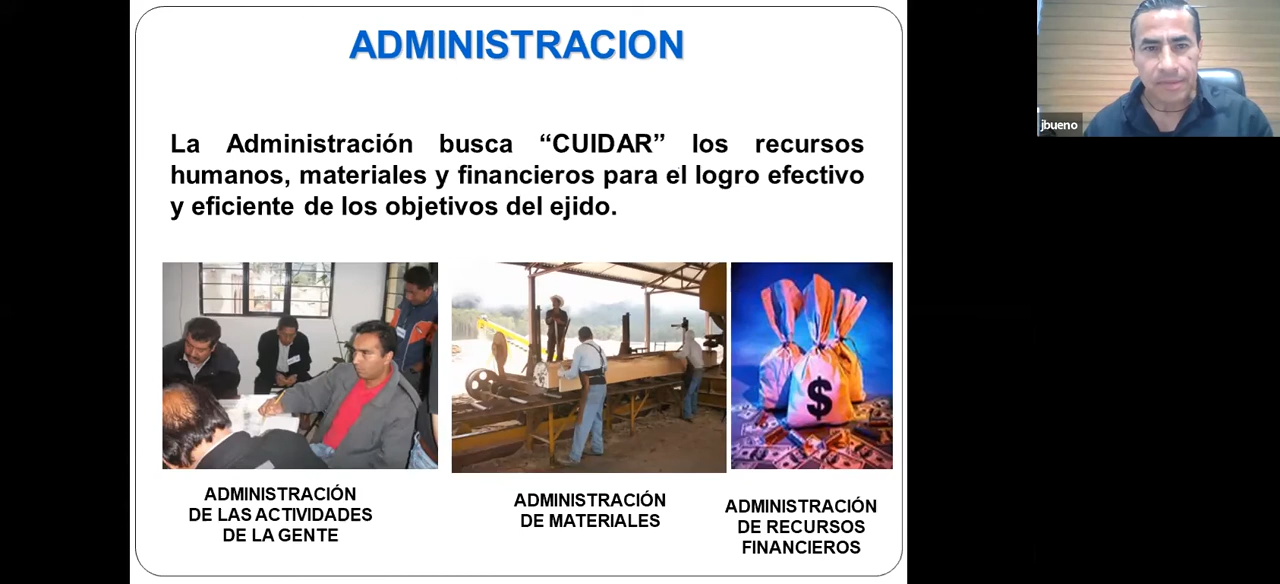 ADMINISTRACION
La Administración busca “CUIDAR” los recursos
humanos, materiales y financieros para el logro efectivo
y eficiente de los objetivos del ejido.
$
ADMINISTRACIÓN
DE LAS ACTIVIDADES
DE LA GENTE
ADMINISTRACIÓN
DE MATERIALES
ADMINISTRACIÓN
DE RECURSOS
FINANCIEROS
jbueno